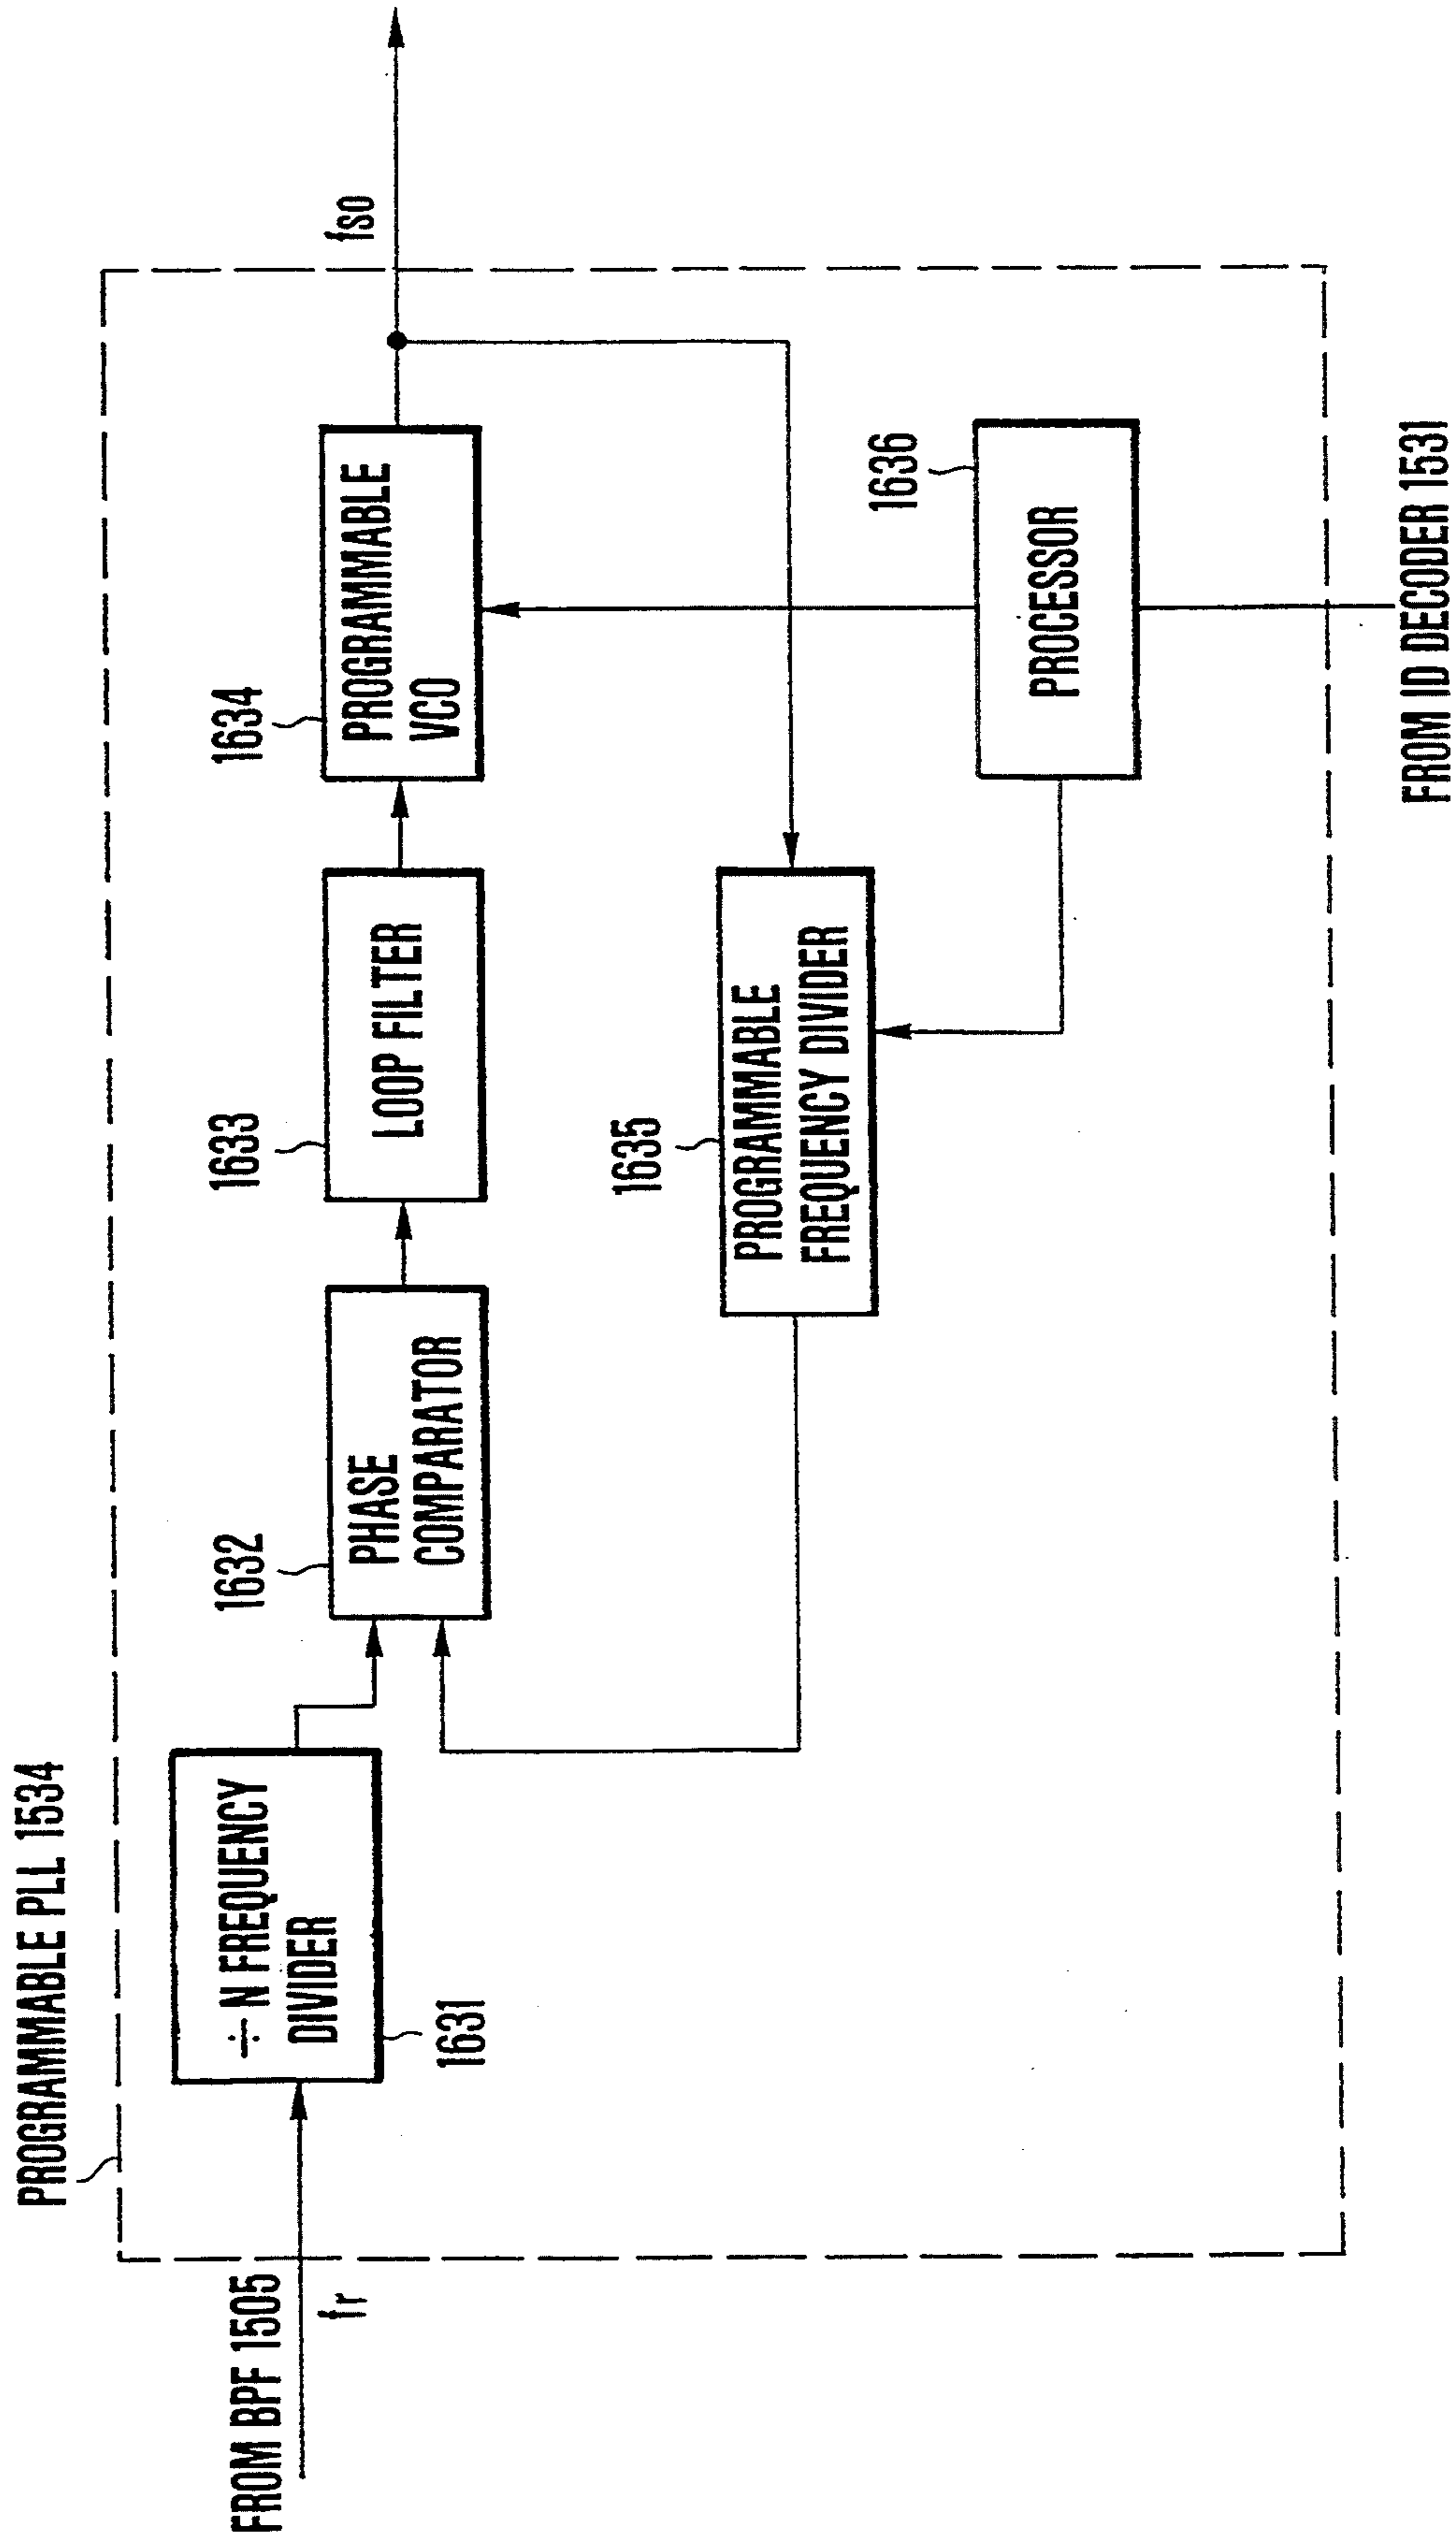 PROGRAMMABLE PLL 1534
FROM BPF 1505
fr
÷ N FREQUENCY
DIVIDER
1631
1632
PHASE
COMPARATOR
1633
LOOP FILTER
1634
PROGRAMMABLE
VCO
fso
1635
PROGRAMMABLE
FREQUENCY DIVIDER
1636
PROCESSOR
FROM ID DECODER 1531